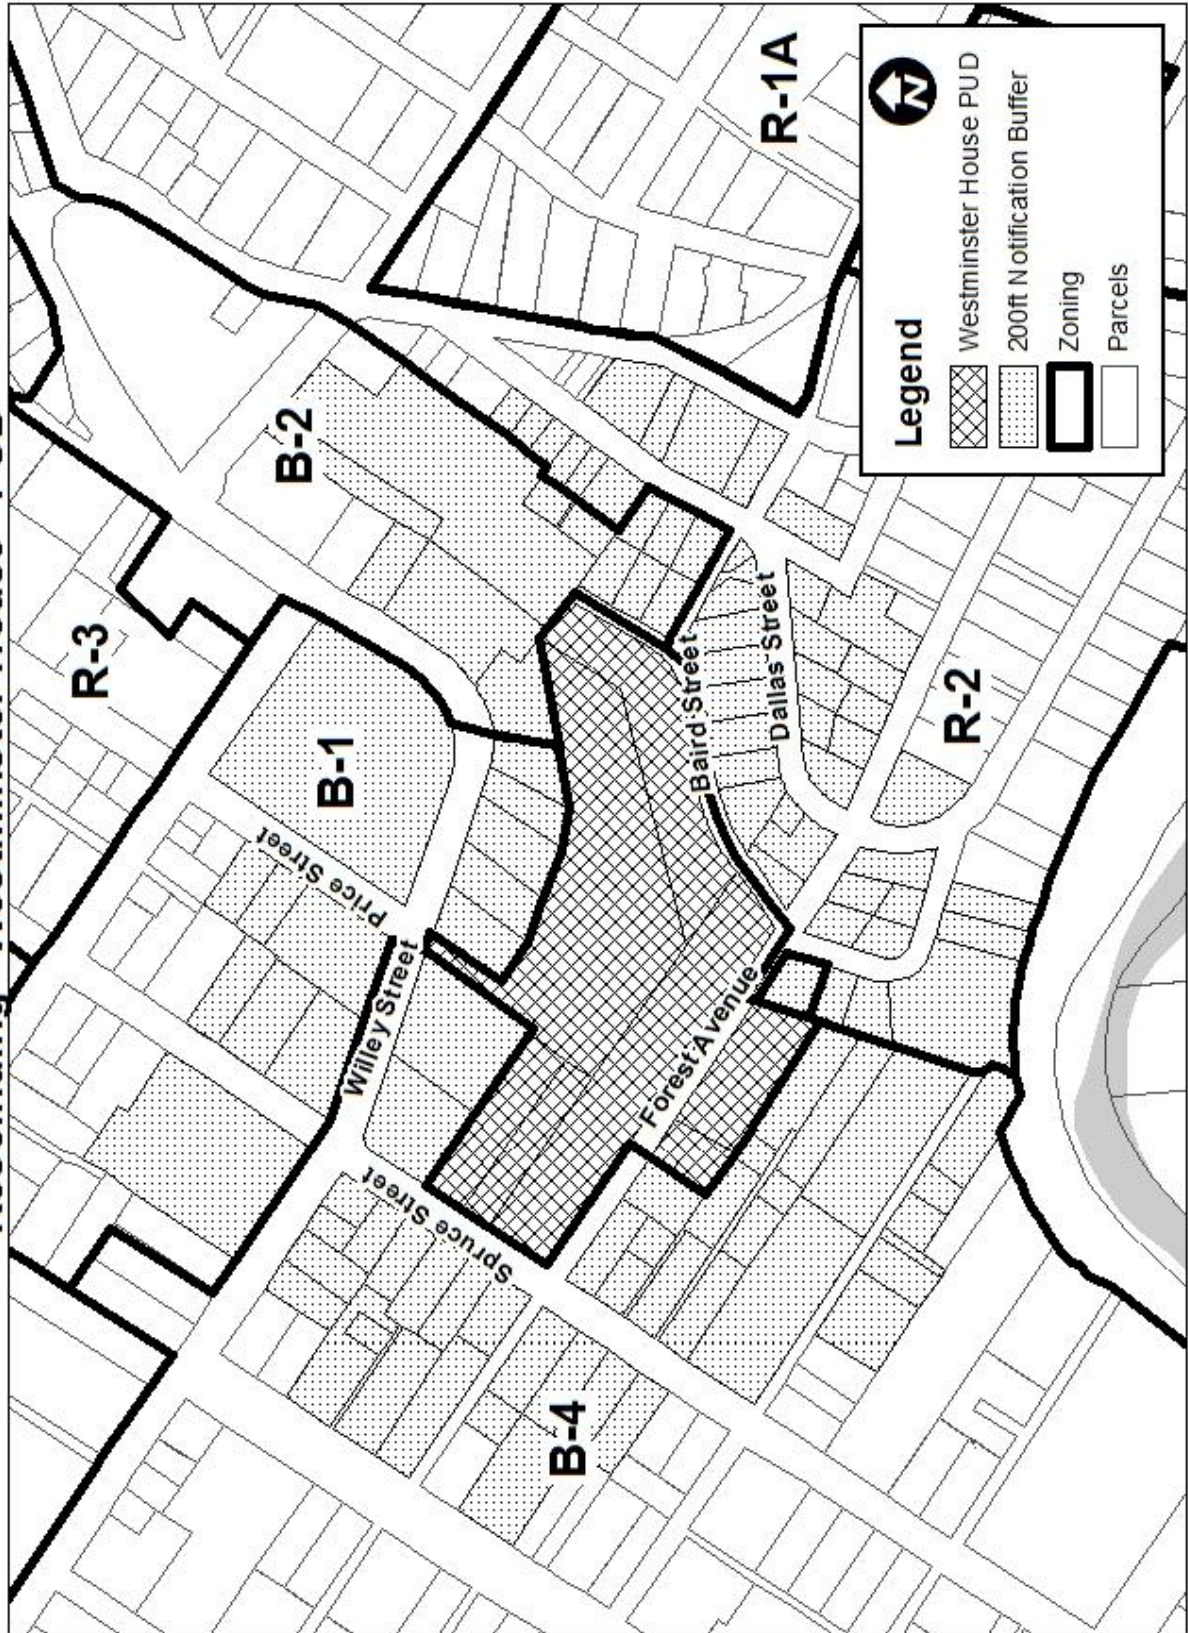 R-3
B-2
R-1A
B-1
Price Street
Willey Street
Spruce Street
Baird Street
Dallas Street
Forest Avenue
R-2
B-4
Legend
N
Westminster House PUD
200ft Notification Buffer
Zoning
Parcels